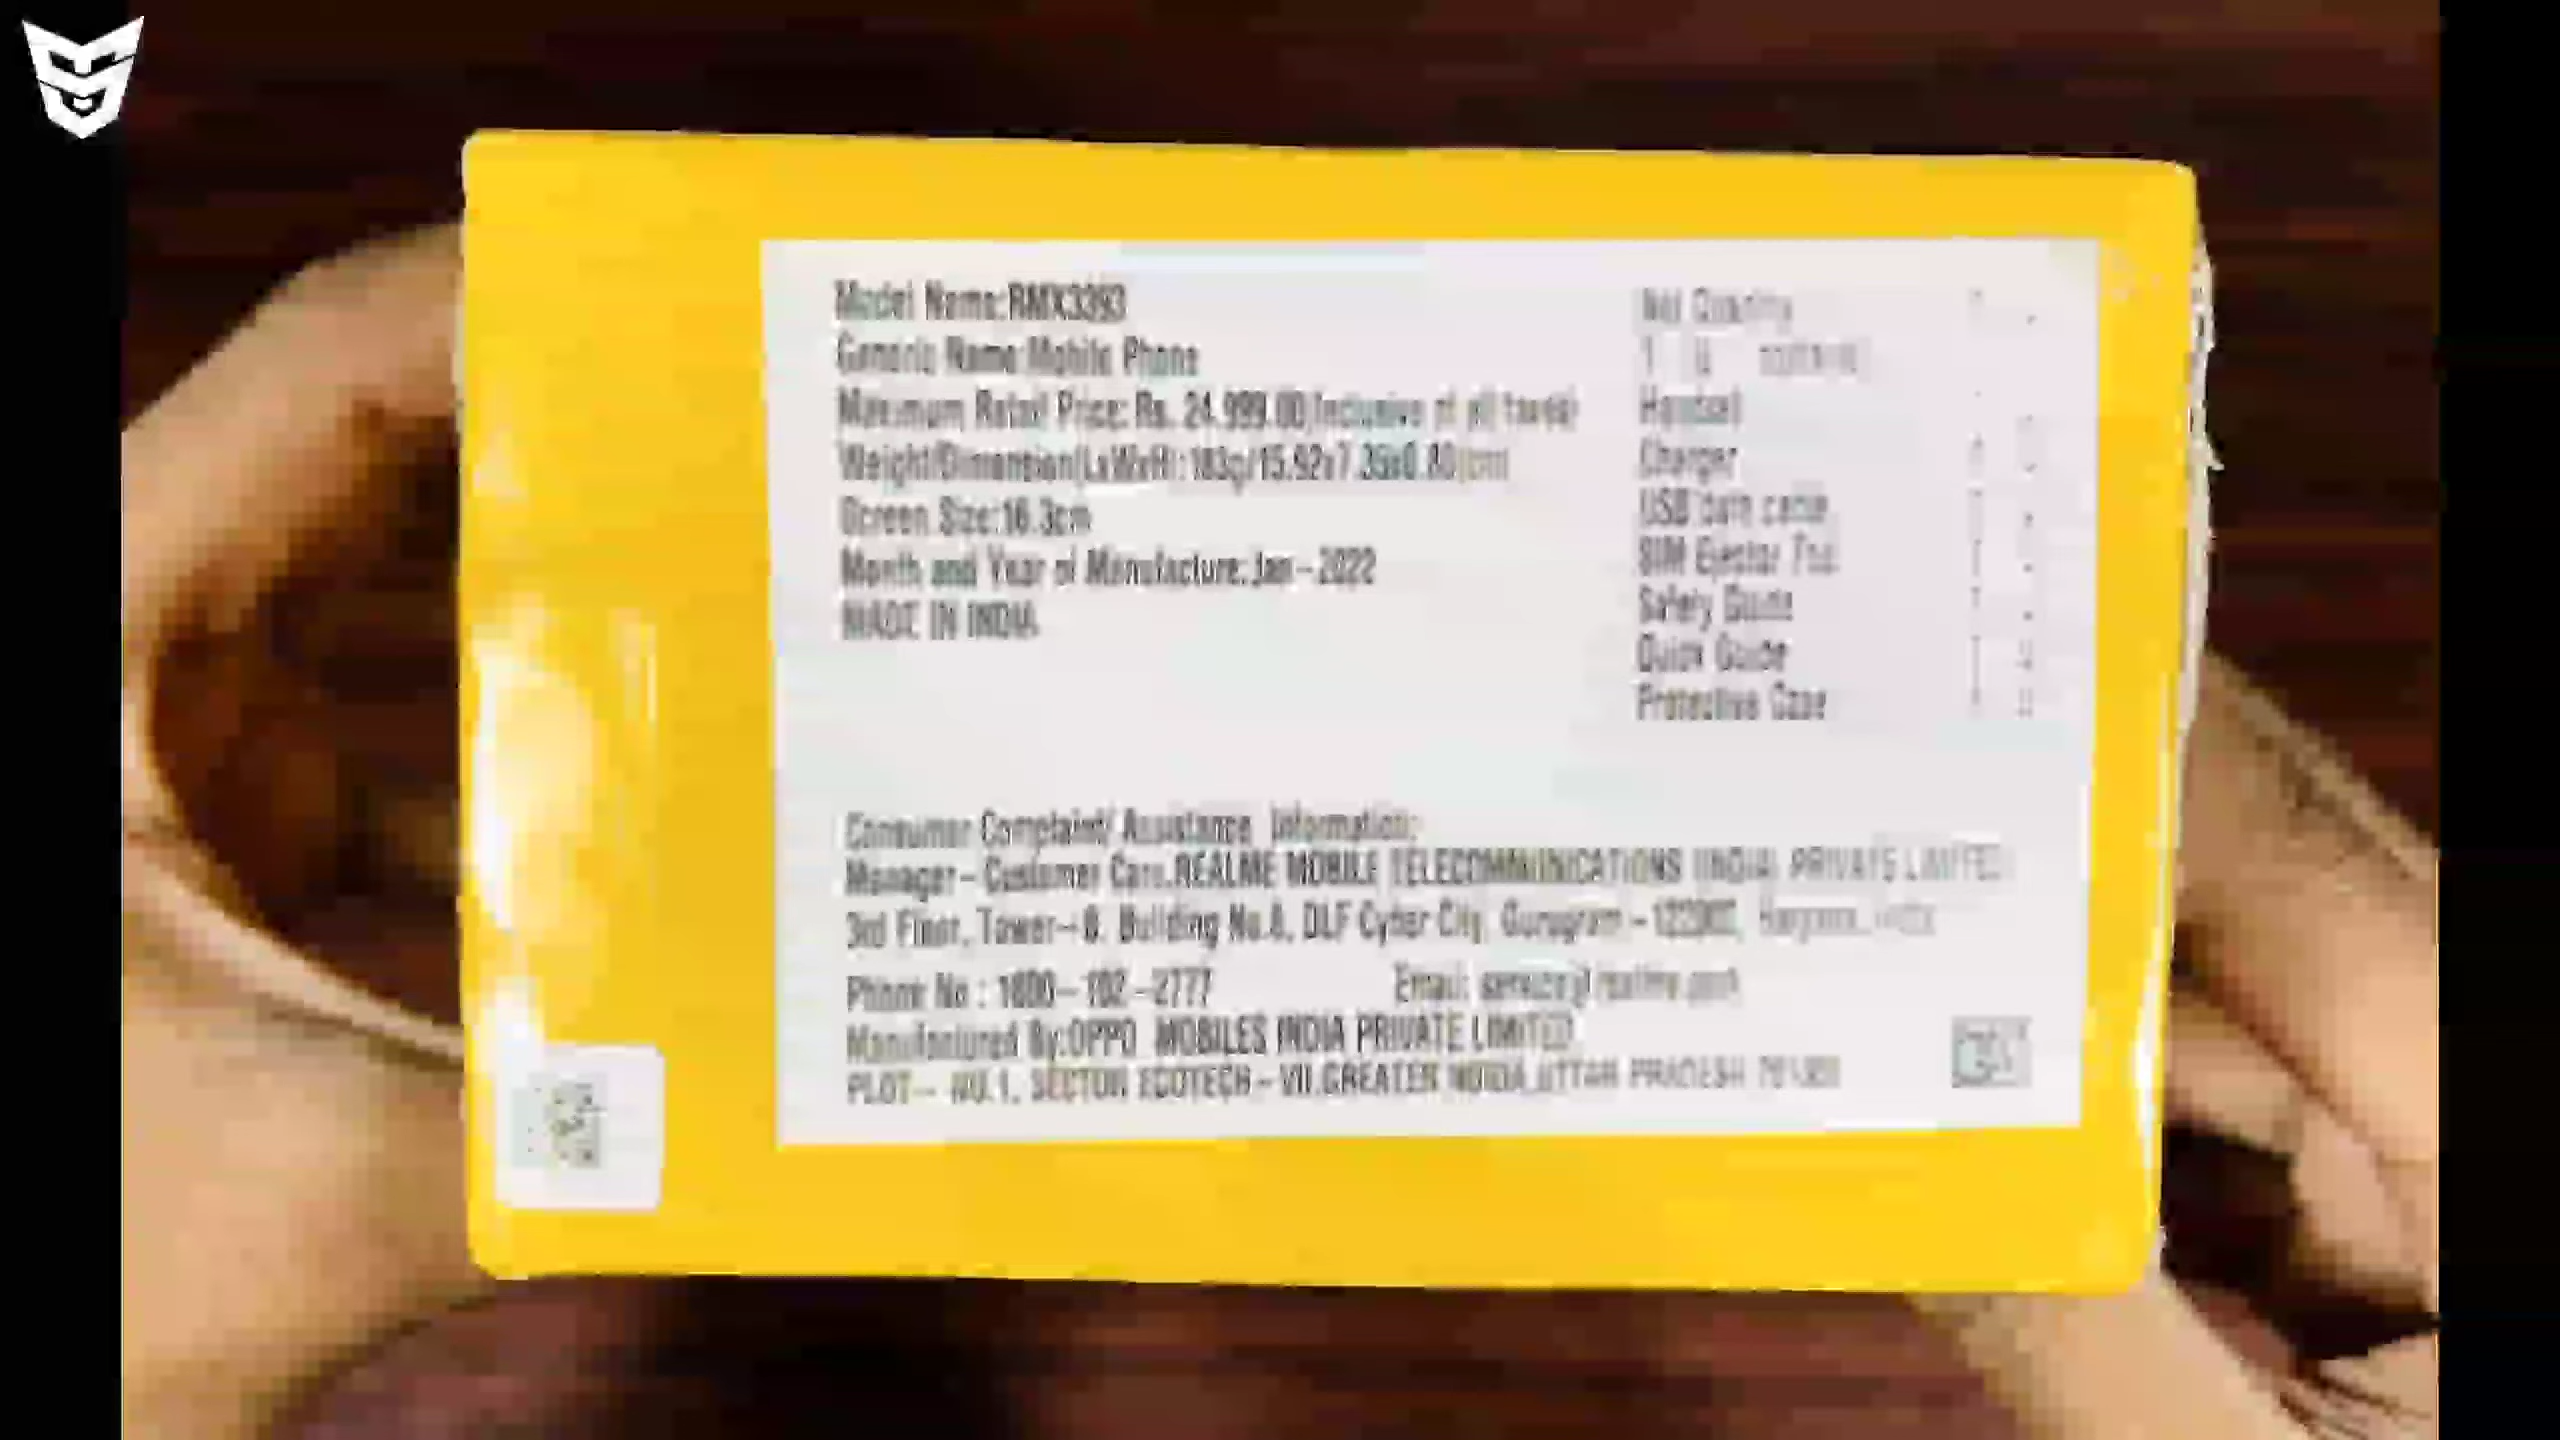 Model Name:RMX3393
Generic Name:Mobile Phone
Maximum Retail Price: Rs. 24,999.00(Inclusive of all taxes)
Weight/Dimension(LxWxH):183g/15.92x7.35x0.80(cm)
Screen Size:16.3cm
Month and Year of Manufacture:Jan-2022
MADE IN INDIA
Net Quantity
Handset
Charger
USB data cable
SIM Ejector Tool
Safety Guide
Quick Guide
Protective Case
Consumer Complaint/ Assistance Information:
Manager- Customer Care,REALME MOBILE TELECOMMUNICATIONS (INDIA) PRIVATE LIMITED
3rd Floor, Tower-B, Building No.8, DLF Cyber City, Gurugram - Haryana, India
Phone No : 1800-102-2777
Email: service@realme.com
Manufactured By:OPPO MOBILES INDIA PRIVATE LIMITED
PLOT- NO.1, SECTOR ECOTECH-VII,GREATER NOIDA,UTTAR PRADESH